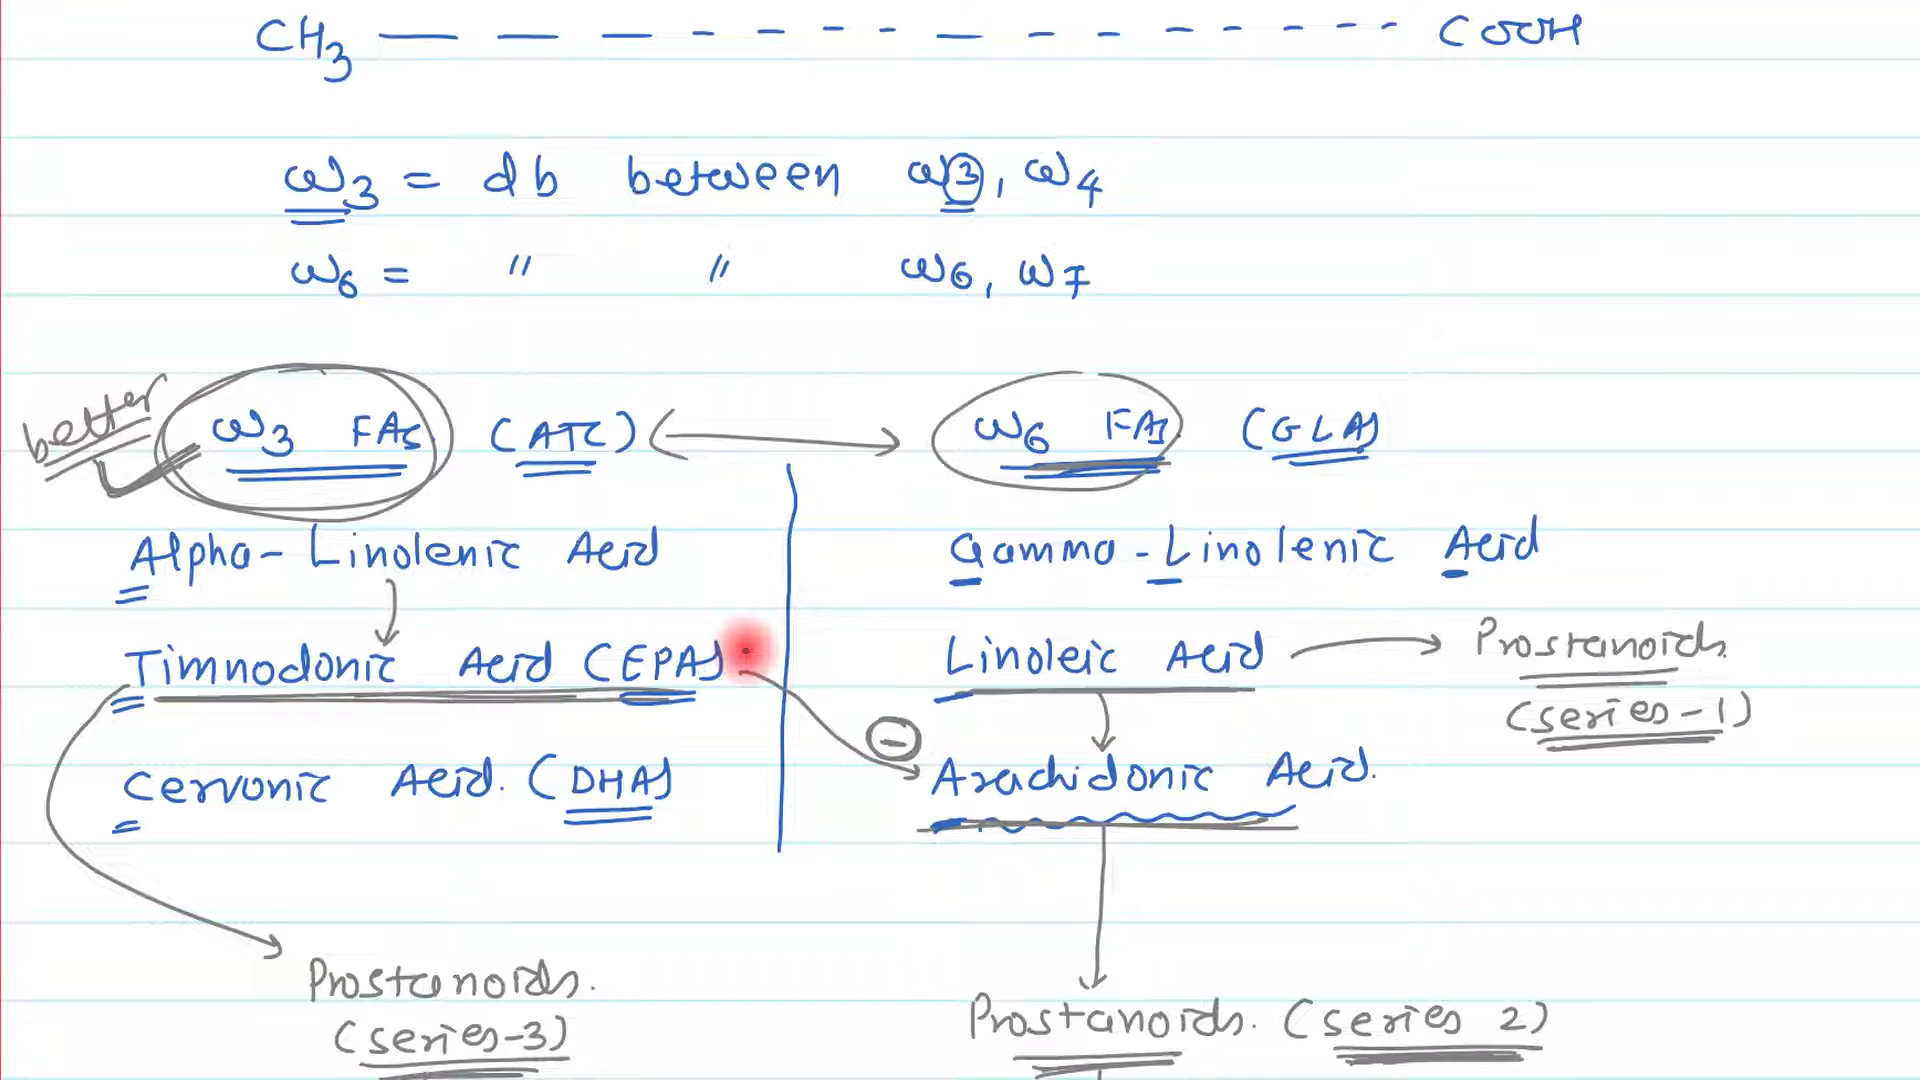 CH3 — — — - - - - — - - - - - - - COOH
ω3 = db between ω3, ω4
ω6 = " " ω6, ω7
better
ω3 FAs (ATC) ω6 FAs (GLA)
Alpha-Linolenic Acid Gamma-Linolenic Acid
Timnodonic Acid (EPA) Linoleic Acid Prostanoids
(series-1)
Cervonic Acid. (DHA) Arachidonic Acid.
Prostanoids. Prostanoids. (series 2)
(series-3)